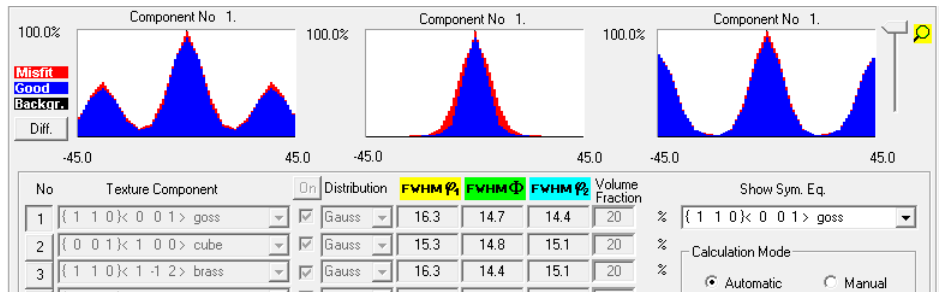 Component No 1. Component No 1. Component No 1.
100.0% 100.0% 100.0%
Misfit
Good
Backgr.
Diff.
-45.0 45.0 -45.0 45.0 -45.0 45.0
No Texture Component On Distribution FWHM φ1 FWHM Φ FWHM φ2 Volume Fraction Show Sym. Eq.
1 { 1 1 0}< 0 0 1> goss Gauss 16.3 14.7 14.4 20 % { 1 1 0}< 0 0 1> goss
2 { 0 0 1}< 1 0 0> cube Gauss 15.3 14.8 15.1 20 %
Calculation Mode
3 { 1 1 0}< 1 -1 2> brass Gauss 16.3 14.4 15.1 20 %
Automatic Manual